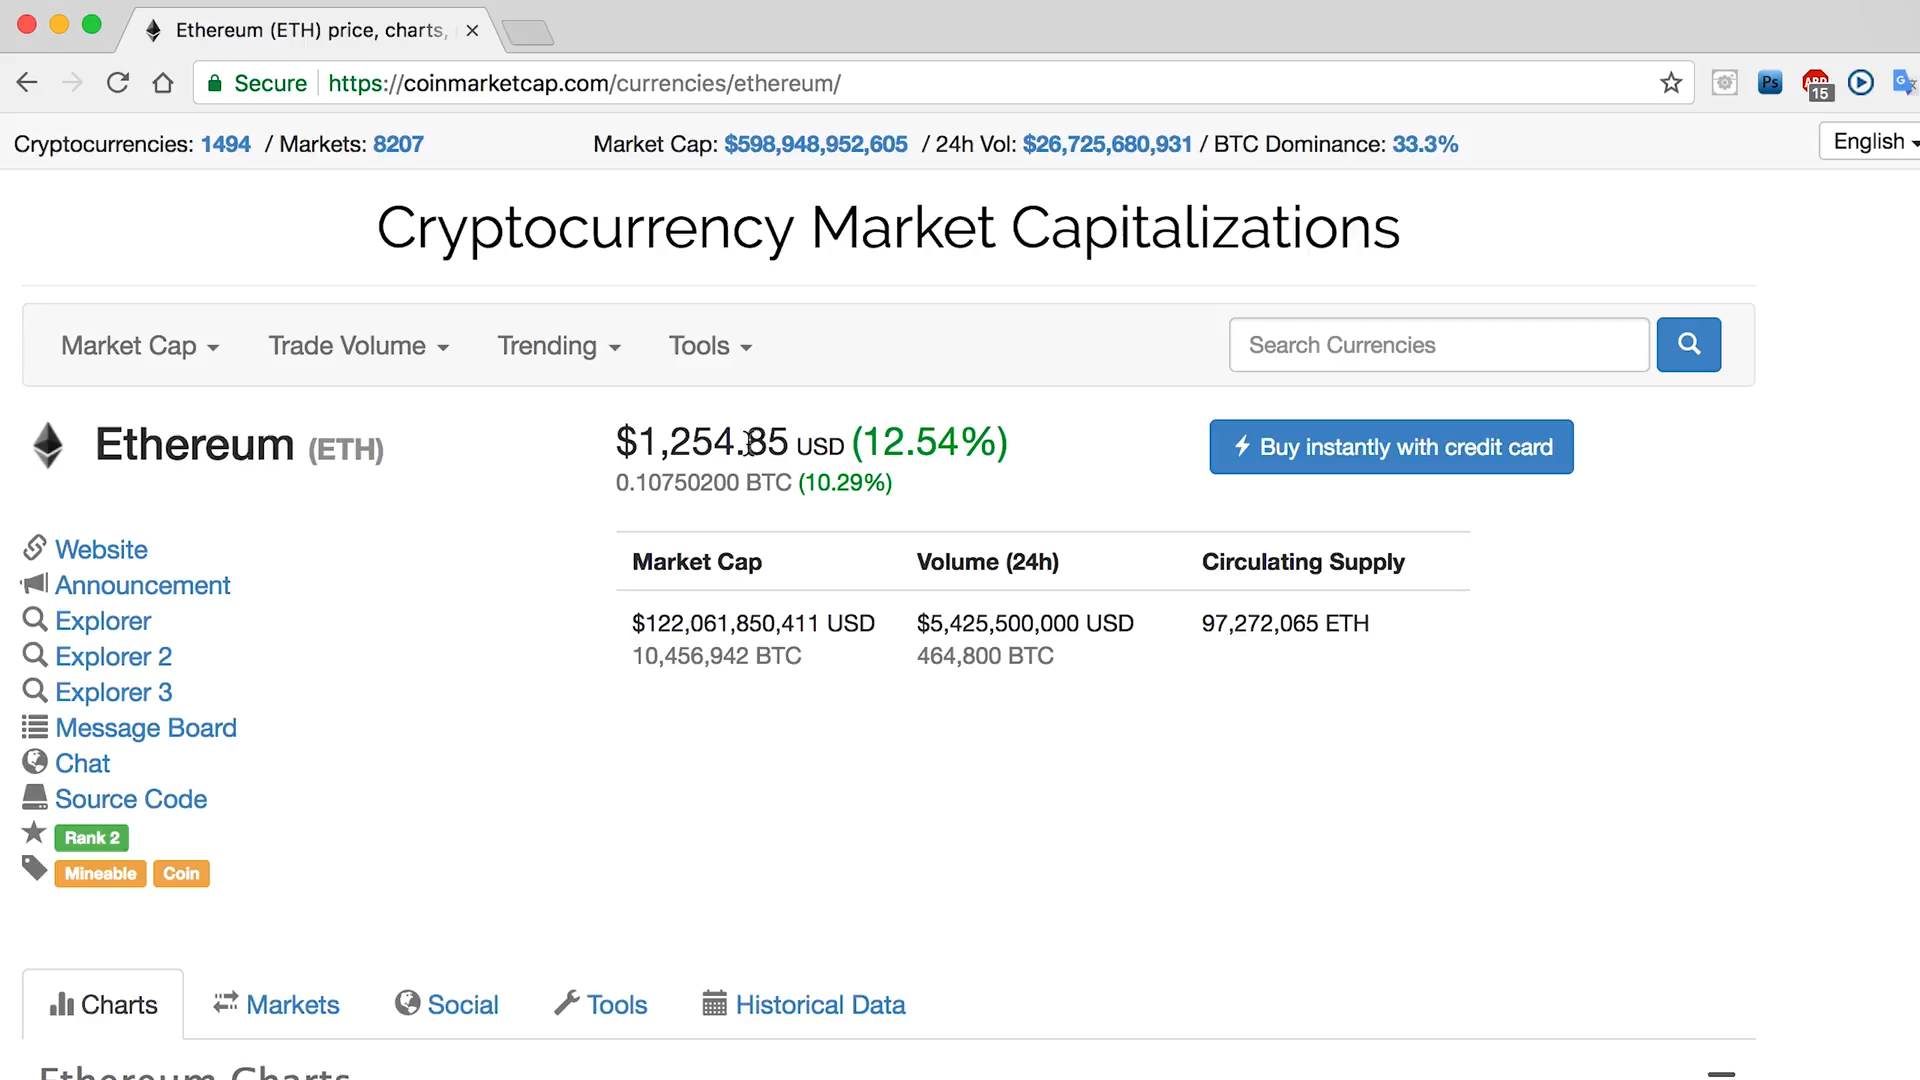 Ethereum (ETH) price, charts,
Secure https://coinmarketcap.com/currencies/ethereum/
Ps
ABP
15
G
Cryptocurrencies: 1494 / Markets: 8207
Market Cap: $598,948,952,605 / 24h Vol: $26,725,680,931 / BTC Dominance: 33.3%
English
Cryptocurrency Market Capitalizations
Market Cap
Trade Volume
Trending
Tools
Search Currencies
Ethereum (ETH)
$1,254.85 USD (12.54%)
0.10750200 BTC (10.29%)
Buy instantly with credit card
Market Cap Volume (24h) Circulating Supply
$122,061,850,411 USD $5,425,500,000 USD 97,272,065 ETH
10,456,942 BTC 464,800 BTC
Website
Announcement
Explorer
Explorer 2
Explorer 3
Message Board
Chat
Source Code
Rank 2
Mineable Coin
Charts Markets Social Tools Historical Data
Ethereum Charts